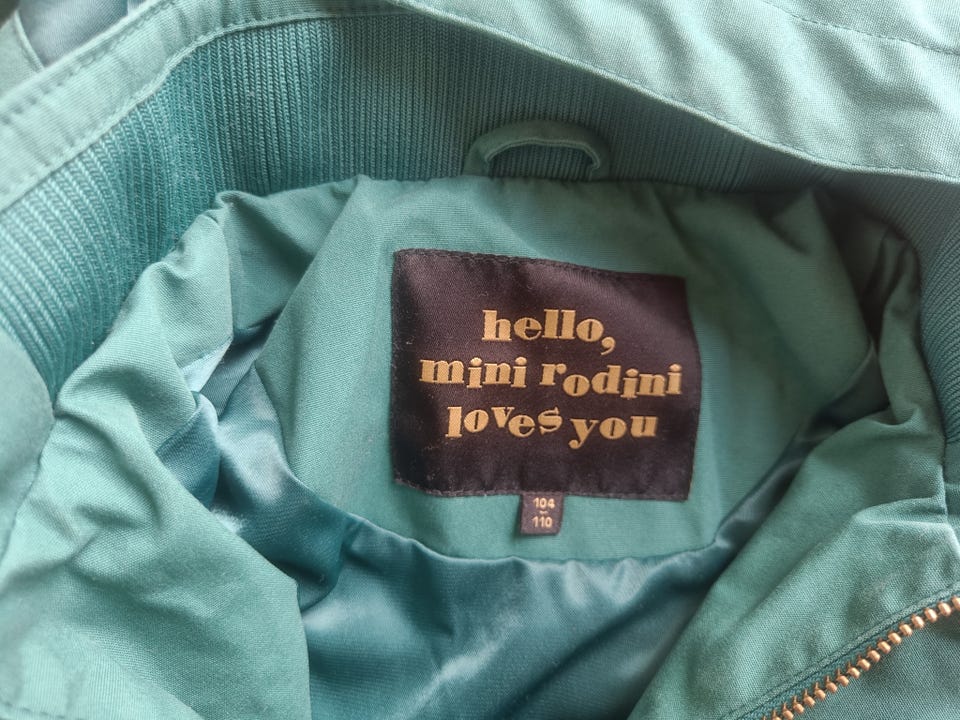 hello,
mini rodini
loves you
104
-
110